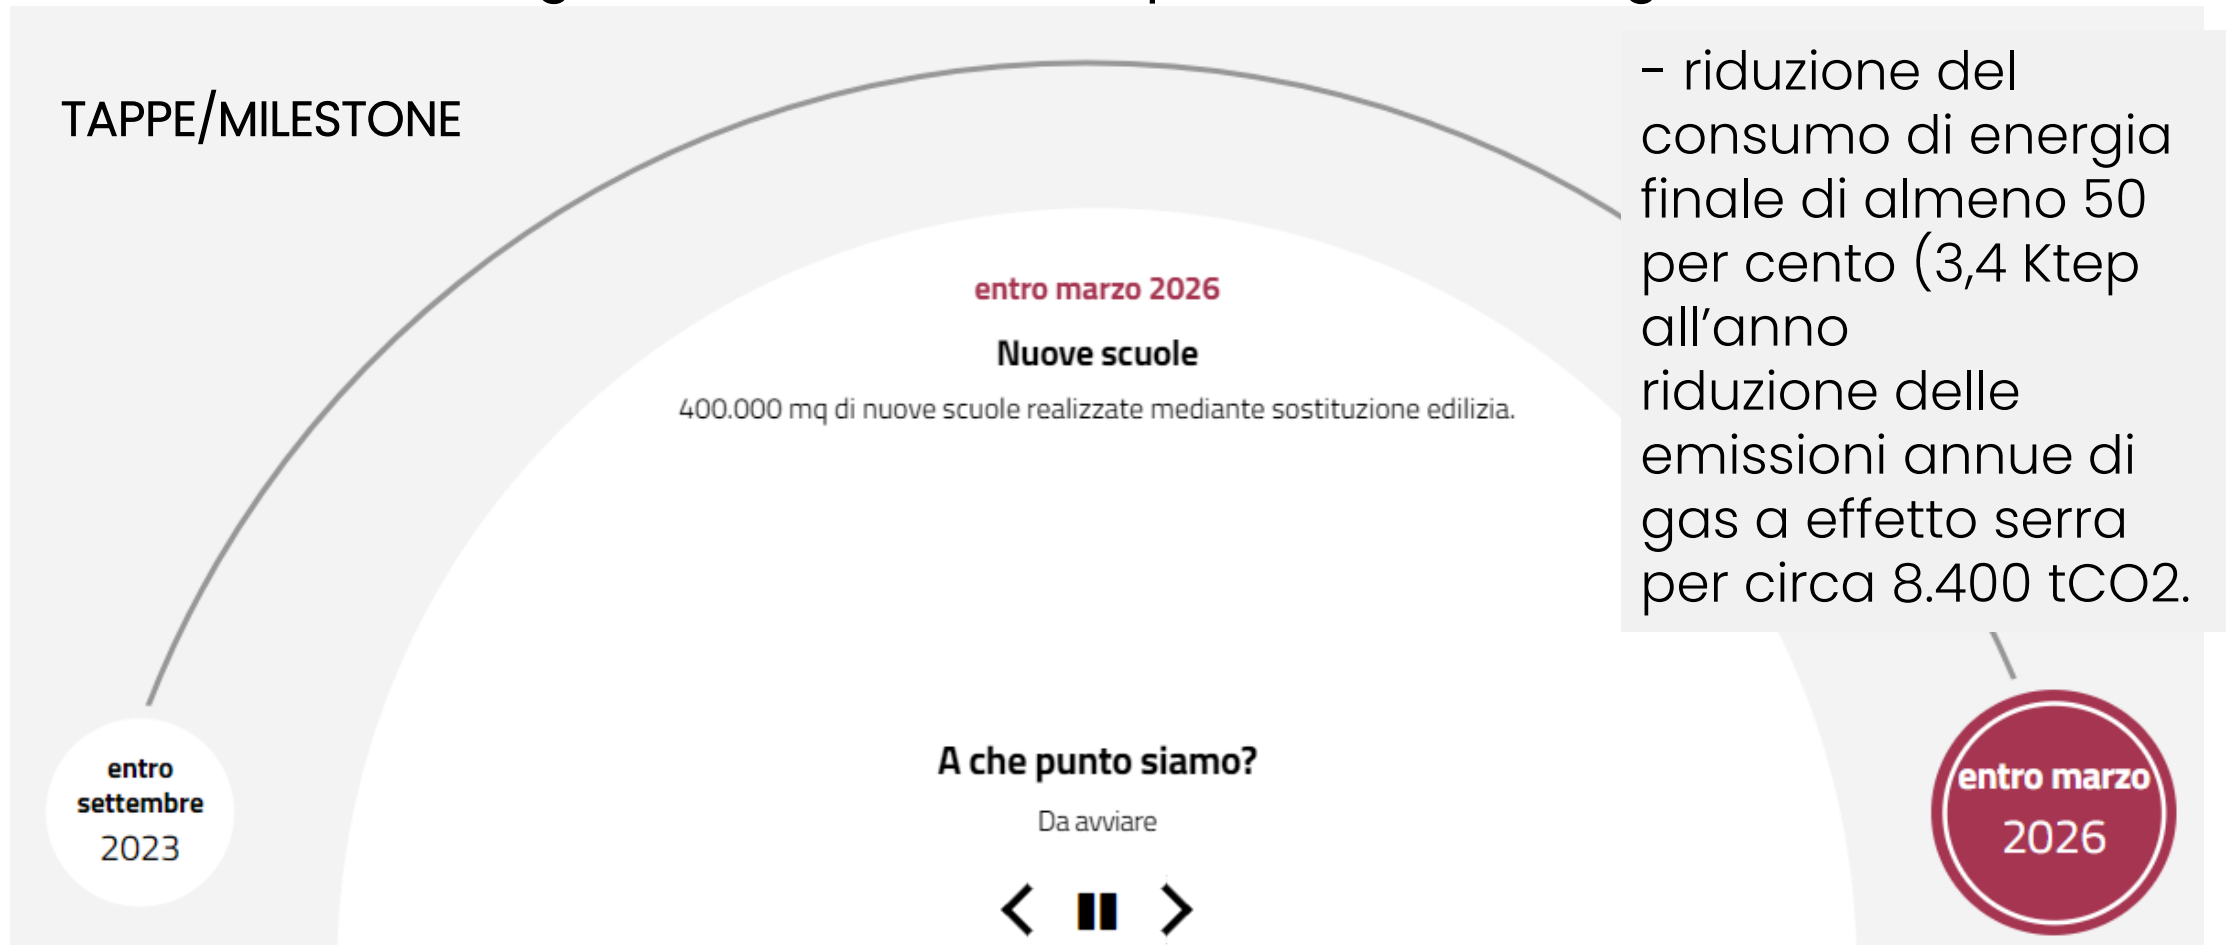 TAPPE/MILESTONE
- riduzione del
consumo di energia
finale di almeno 50
per cento (3,4 Ktep
all’anno
riduzione delle
emissioni annue di
gas a effetto serra
per circa 8.400 tCO2.
entro marzo 2026
Nuove scuole
400.000 mq di nuove scuole realizzate mediante sostituzione edilizia.
A che punto siamo?
Da avviare
entro
settembre
2023
entro marzo
2026